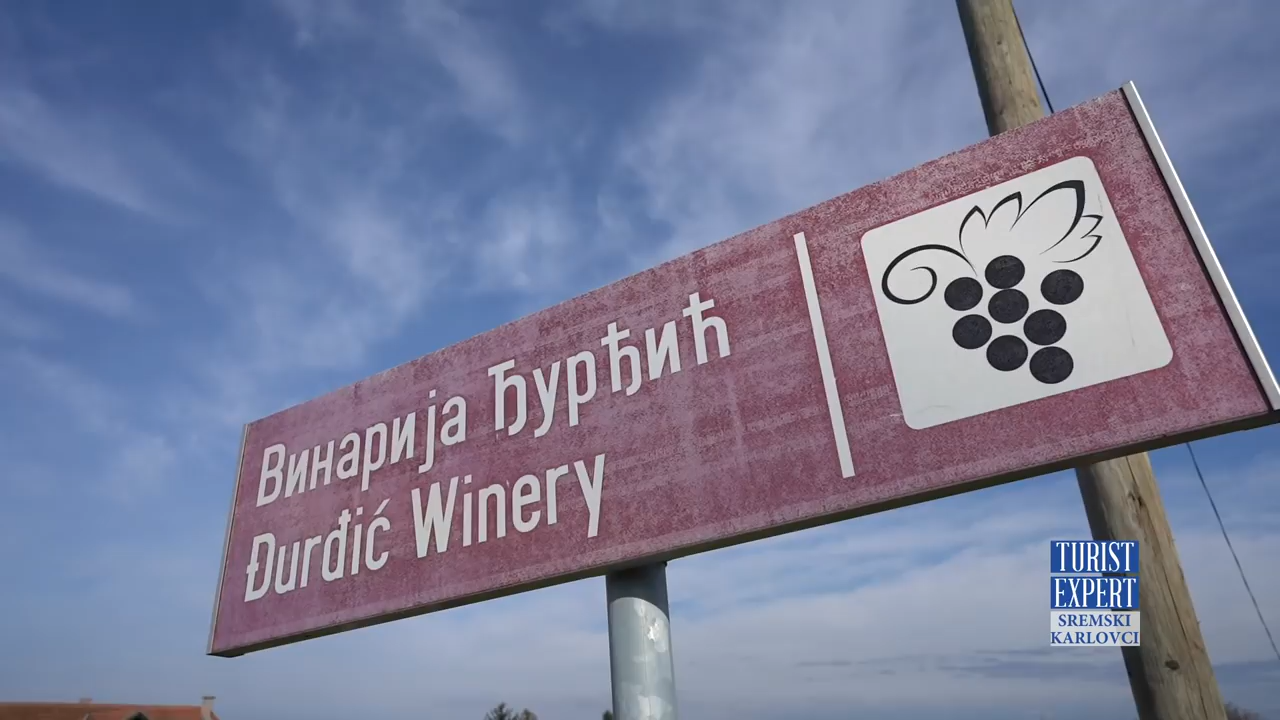 Винарија Ђурђић
Đurđić Winery
TURIST
EXPERT
SREMSKI
KARLOVCI